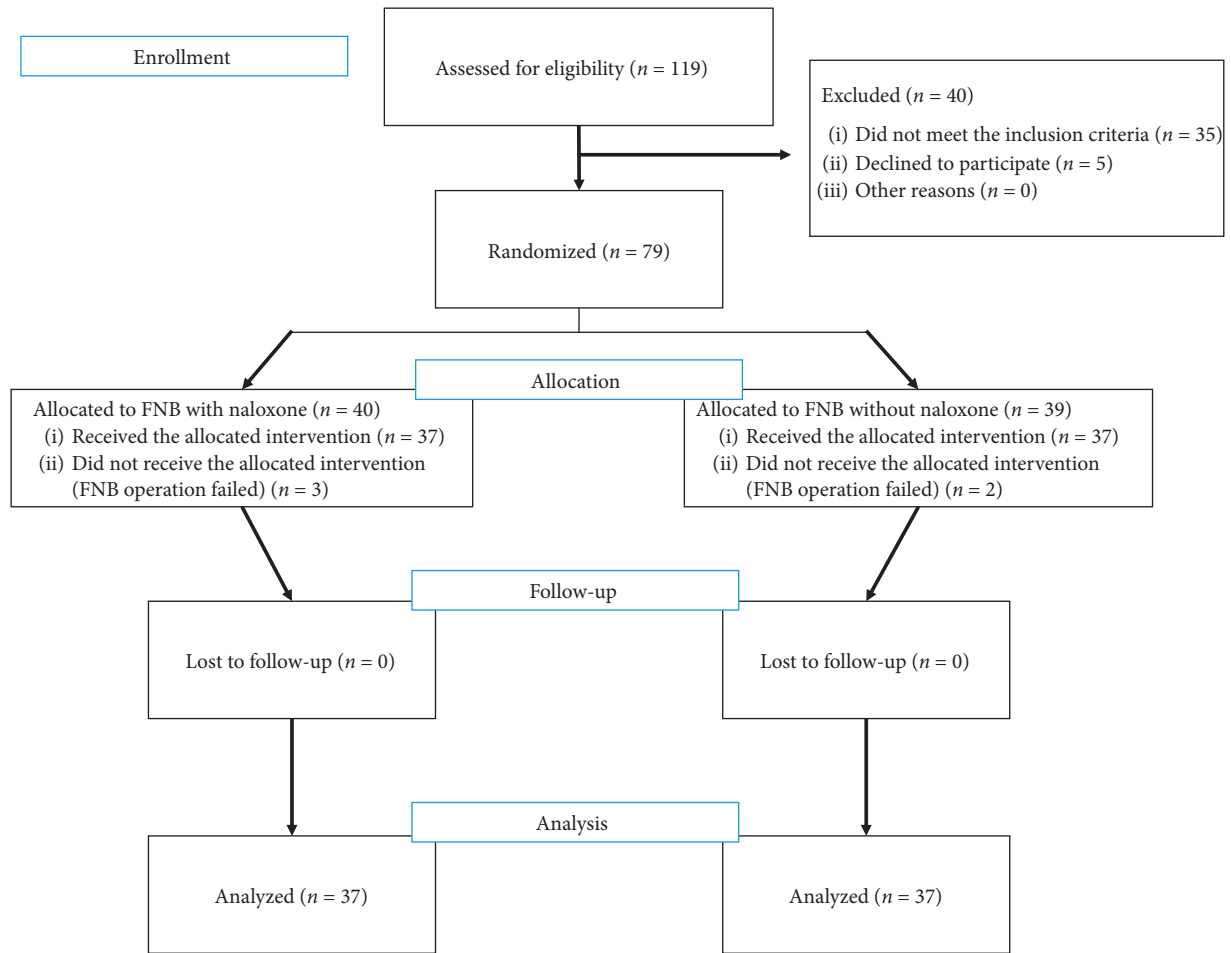 Enrollment
Assessed for eligibility (n = 119)
Excluded (n = 40)
(i) Did not meet the inclusion criteria (n = 35)
(ii) Declined to participate (n = 5)
(iii) Other reasons (n = 0)
Randomized (n = 79)
Allocation
Allocated to FNB with naloxone (n = 40)
(i) Received the allocated intervention (n = 37)
(ii) Did not receive the allocated intervention
(FNB operation failed) (n = 3)
Allocated to FNB without naloxone (n = 39)
(i) Received the allocated intervention (n = 37)
(ii) Did not receive the allocated intervention
(FNB operation failed) (n = 2)
Follow-up
Lost to follow-up (n = 0)
Lost to follow-up (n = 0)
Analysis
Analyzed (n = 37)
Analyzed (n = 37)